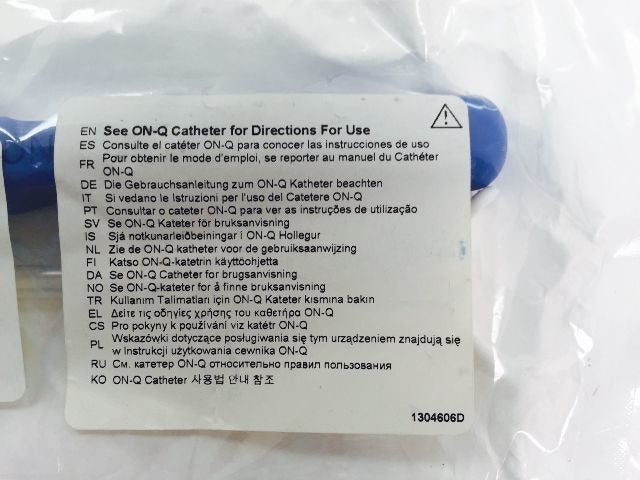 EN See ON-Q Catheter for Directions For Use
ES Consulte el catéter ON-Q para conocer las instrucciones de uso
FR Pour obtenir le mode d'emploi, se reporter au manuel du Cathéter
ON-Q
DE Die Gebrauchsanleitung zum ON-Q Katheter beachten
IT Si vedano le Istruzioni per l'uso del Catetere ON-Q
PT Consultar o cateter ON-Q para ver as instruções de utilização
SV Se ON-Q Kateter för bruksanvisning
IS Sjá notkunarleiðbeiningar í ON-Q Hollegur
NL Zie de ON-Q katheter voor de gebruiksaanwijzing
FI Katso ON-Q-katetrin käyttöohjetta
DA Se ON-Q Catheter for brugsanvisning
NO Se ON-Q-kateter for å finne bruksanvisning
TR Kullanım Talimatları için ON-Q Kateter kısmına bakın
EL Δείτε τις οδηγίες χρήσης του καθετήρα ON-Q
CS Pro pokyny k používání viz katétr ON-Q
PL Wskazówki dotyczące posługiwania się tym urządzeniem znajdują się
w instrukcji użytkowania cewnika ON-Q
RU См. катетер ON-Q относительно правил пользования
KO ON-Q Catheter 사용법 안내 참조
1304606D